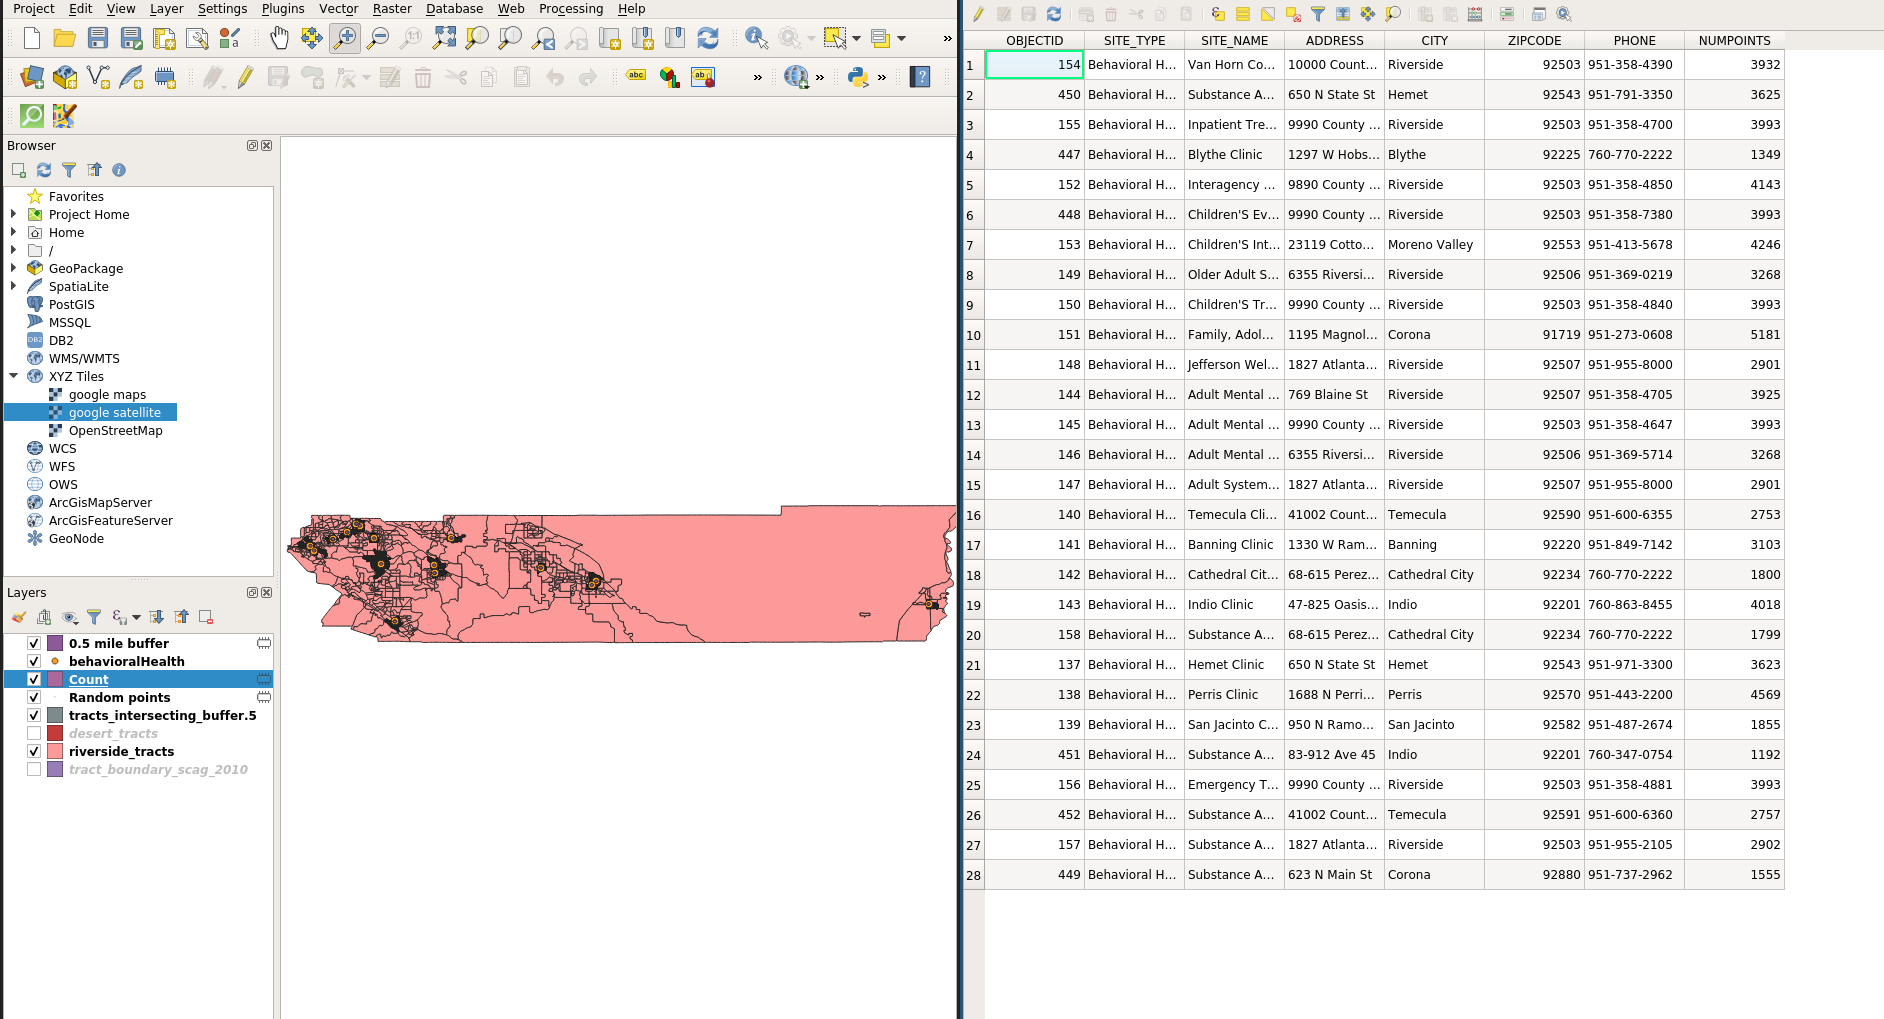 Project Edit View Layer Settings Plugins Vector Raster Database Web Processing Help
»
abc » » » ?
abc
Browser
Favorites
Project Home
Home
/
GeoPackage
SpatiaLite
PostGIS
MSSQL
DB2
WMS/WMTS
XYZ Tiles
google maps
google satellite
OpenStreetMap
WCS
WFS
OWS
ArcGisMapServer
ArcGisFeatureServer
GeoNode
Layers
0.5 mile buffer
behavioralHealth
Count
Random points
tracts_intersecting_buffer.5
desert_tracts
riverside_tracts
tract_boundary_scag_2010
OBJECTID SITE_TYPE SITE_NAME ADDRESS CITY ZIPCODE PHONE NUMPOINTS
1 154 Behavioral H... Van Horn Co... 10000 Count... Riverside 92503 951-358-4390 3932
2 450 Behavioral H... Substance A... 650 N State St Hemet 92543 951-791-3350 3625
3 155 Behavioral H... Inpatient Tre... 9990 County ... Riverside 92503 951-358-4700 3993
4 447 Behavioral H... Blythe Clinic 1297 W Hobs... Blythe 92225 760-770-2222 1349
5 152 Behavioral H... Interagency ... 9890 County ... Riverside 92503 951-358-4850 4143
6 448 Behavioral H... Children'S Ev... 9990 County ... Riverside 92503 951-358-7380 3993
7 153 Behavioral H... Children'S Int... 23119 Cotto... Moreno Valley 92553 951-413-5678 4246
8 149 Behavioral H... Older Adult S... 6355 Riversi... Riverside 92506 951-369-0219 3268
9 150 Behavioral H... Children'S Tr... 9990 County ... Riverside 92503 951-358-4840 3993
10 151 Behavioral H... Family, Adol... 1195 Magnol... Corona 91719 951-273-0608 5181
11 148 Behavioral H... Jefferson Wel... 1827 Atlanta... Riverside 92507 951-955-8000 2901
12 144 Behavioral H... Adult Mental ... 769 Blaine St Riverside 92507 951-358-4705 3925
13 145 Behavioral H... Adult Mental ... 9990 County ... Riverside 92503 951-358-4647 3993
14 146 Behavioral H... Adult Mental ... 6355 Riversi... Riverside 92506 951-369-5714 3268
15 147 Behavioral H... Adult System... 1827 Atlanta... Riverside 92507 951-955-8000 2901
16 140 Behavioral H... Temecula Cli... 41002 Count... Temecula 92590 951-600-6355 2753
17 141 Behavioral H... Banning Clinic 1330 W Ram... Banning 92220 951-849-7142 3103
18 142 Behavioral H... Cathedral Cit... 68-615 Perez... Cathedral City 92234 760-770-2222 1800
19 143 Behavioral H... Indio Clinic 47-825 Oasis... Indio 92201 760-863-8455 4018
20 158 Behavioral H... Substance A... 68-615 Perez... Cathedral City 92234 760-770-2222 1799
21 137 Behavioral H... Hemet Clinic 650 N State St Hemet 92543 951-971-3300 3623
22 138 Behavioral H... Perris Clinic 1688 N Perri... Perris 92570 951-443-2200 4569
23 139 Behavioral H... San Jacinto C... 950 N Ramo... San Jacinto 92582 951-487-2674 1855
24 451 Behavioral H... Substance A... 83-912 Ave 45 Indio 92201 760-347-0754 1192
25 156 Behavioral H... Emergency T... 9990 County ... Riverside 92503 951-358-4881 3993
26 452 Behavioral H... Substance A... 41002 Count... Temecula 92591 951-600-6360 2757
27 157 Behavioral H... Substance A... 1827 Atlanta... Riverside 92503 951-955-2105 2902
28 449 Behavioral H... Substance A... 623 N Main St Corona 92880 951-737-2962 1555